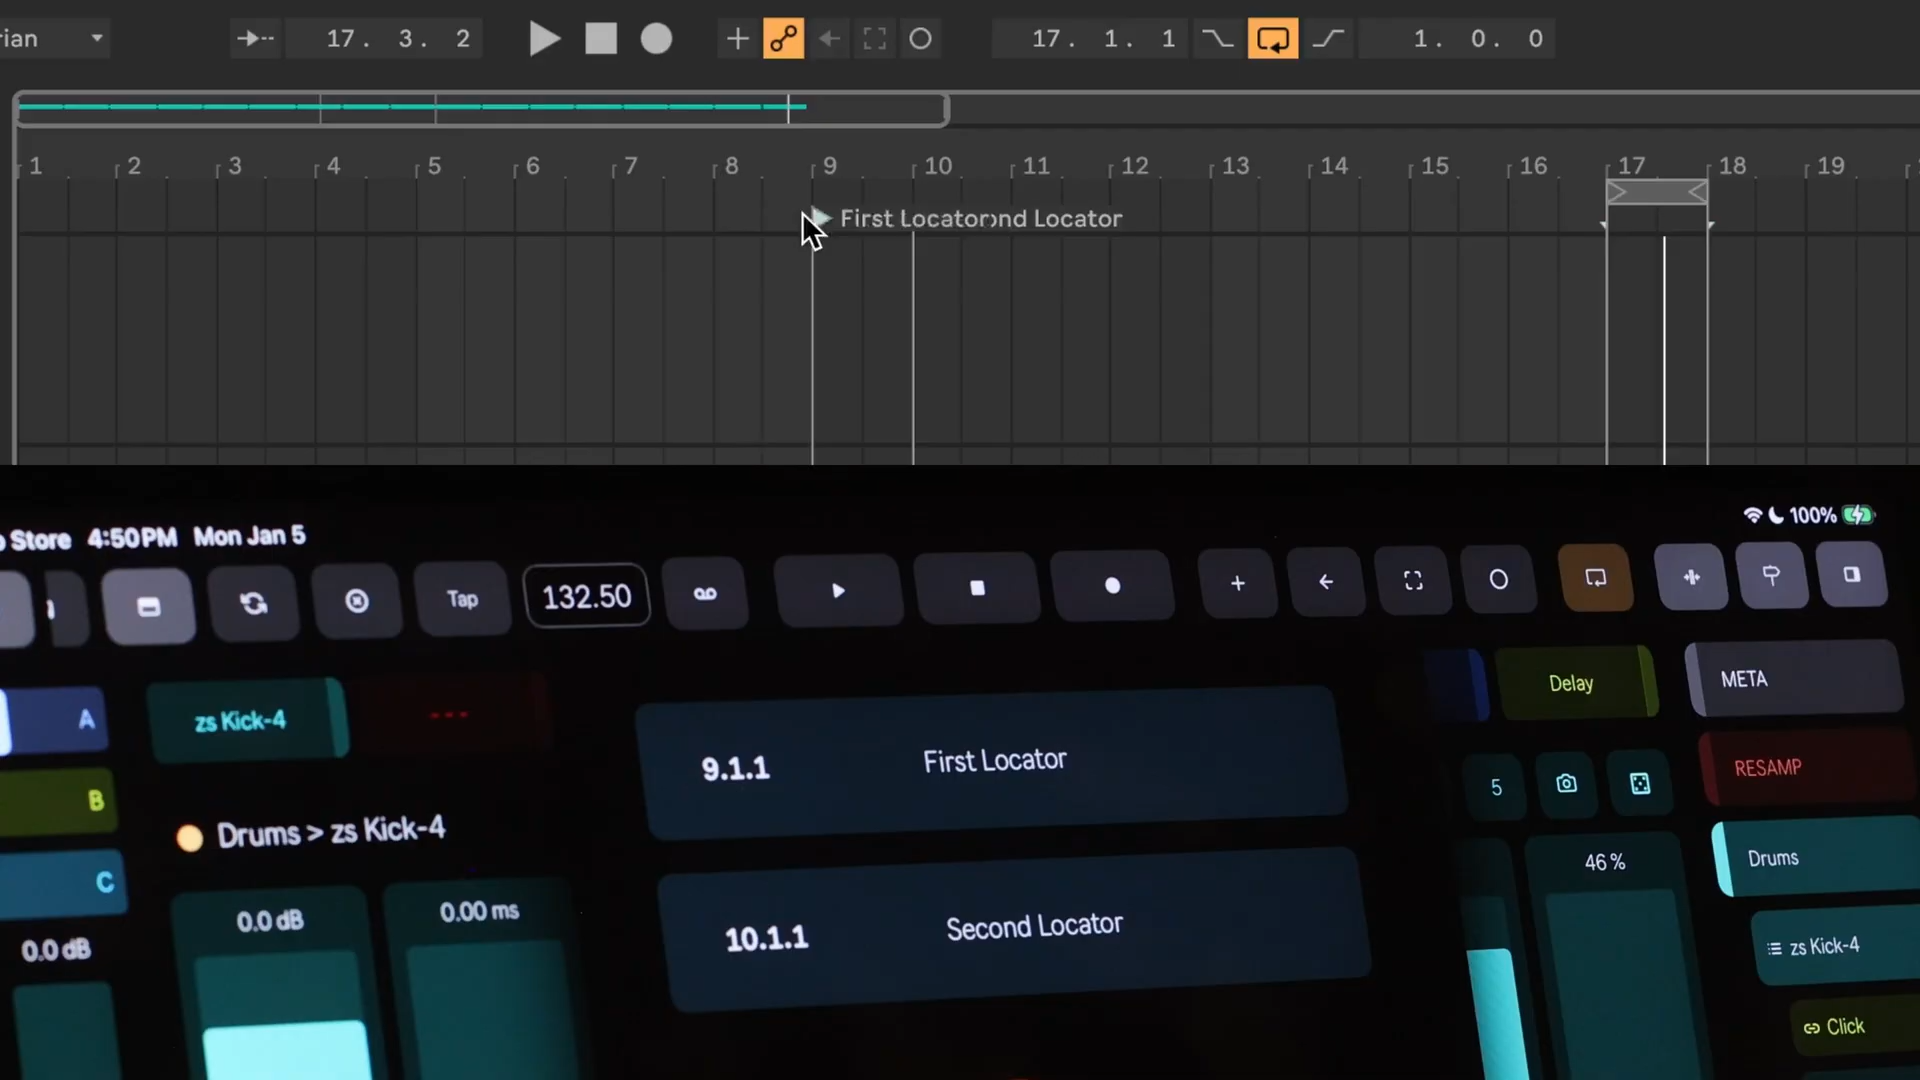 ian
17. 3. 2
17. 1. 1
1. 0. 0
1 2 3 4 5 6 7 8 9 10 11 12 13 14 15 16 17 18 19
First Locator nd Locator
Store 4:50 PM Mon Jan 5
100%
Tap
132.50
A
zs Kick-4
---
9.1.1 First Locator
Delay
META
B
5
RESAMP
Drums > zs Kick-4
C
0.0 dB
0.0 dB
0.00 ms
10.1.1 Second Locator
46 %
Drums
zs Kick-4
Click